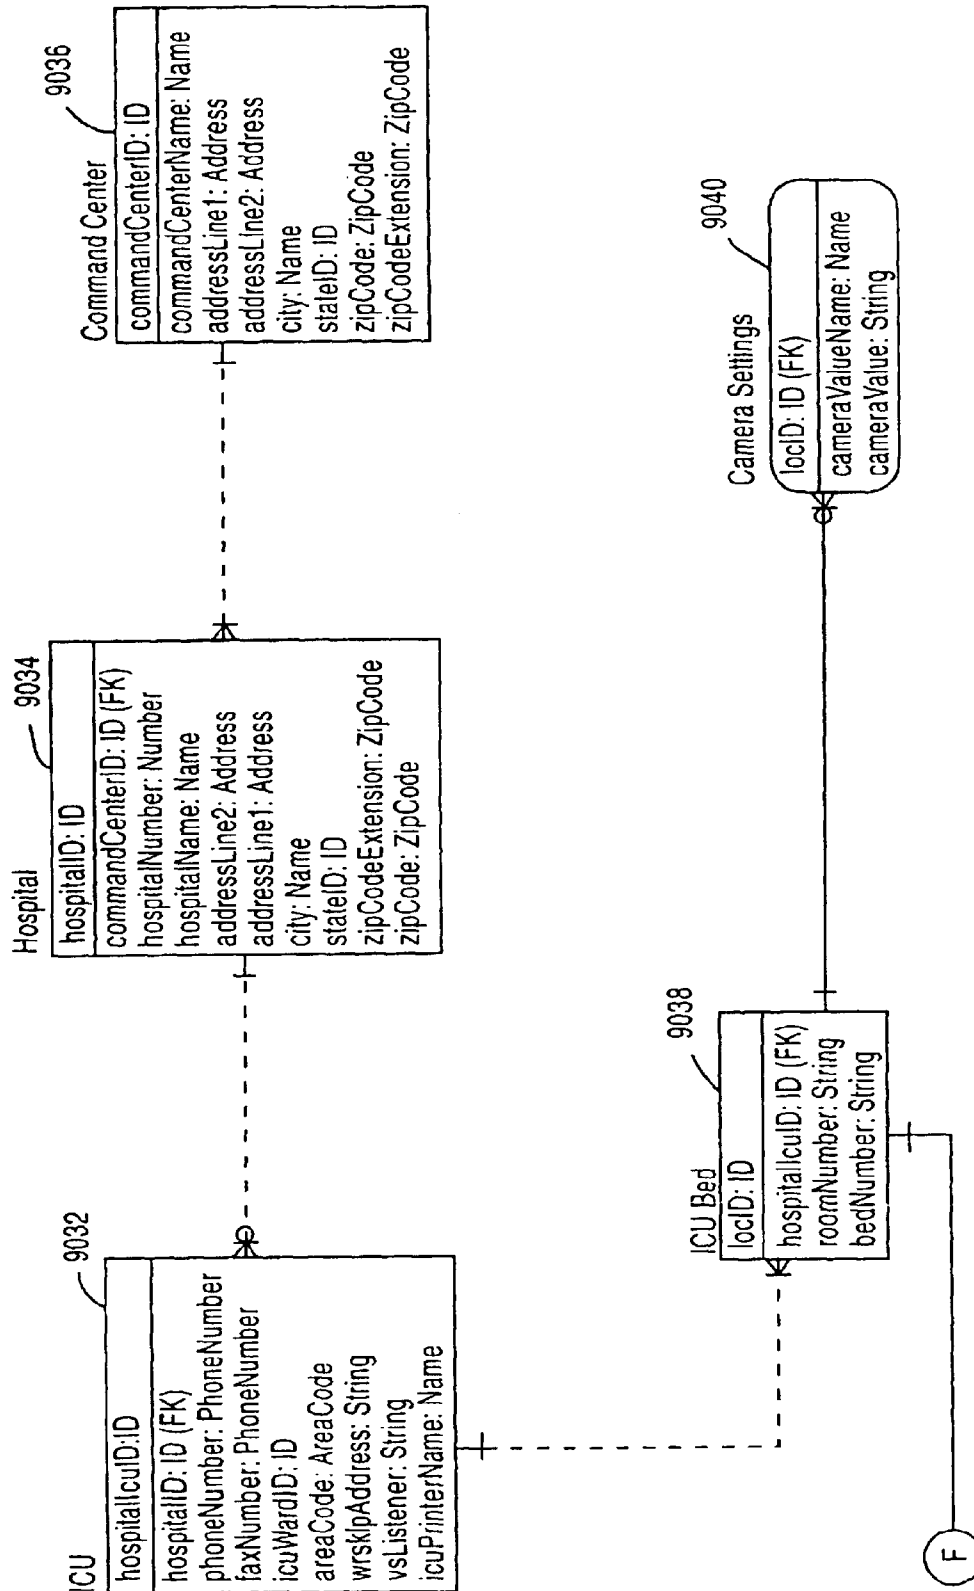 ICU
9032
hospitalIcuID:ID
hospitalID: ID (FK)
phoneNumber: PhoneNumber
faxNumber: PhoneNumber
icuWardID: ID
areaCode: AreaCode
wrskIpAddress: String
vsListener: String
icuPrinterName: Name
Hospital
9034
hospitalID: ID
commandCenterID: ID (FK)
hospitalNumber: Number
hospitalName: Name
addressLine2: Address
addressLine1: Address
city: Name
stateID: ID
zipCodeExtension: ZipCode
zipCode: ZipCode
Command Center
9036
commandCenterID: ID
commandCenterName: Name
addressLine1: Address
addressLine2: Address
city: Name
stateID: ID
zipCode: ZipCode
zipCodeExtension: ZipCode
ICU Bed
9038
locID: ID
hospitalIcuID: ID (FK)
roomNumber: String
bedNumber: String
Camera Settings
9040
locID: ID (FK)
cameraValueName: Name
cameraValue: String
F